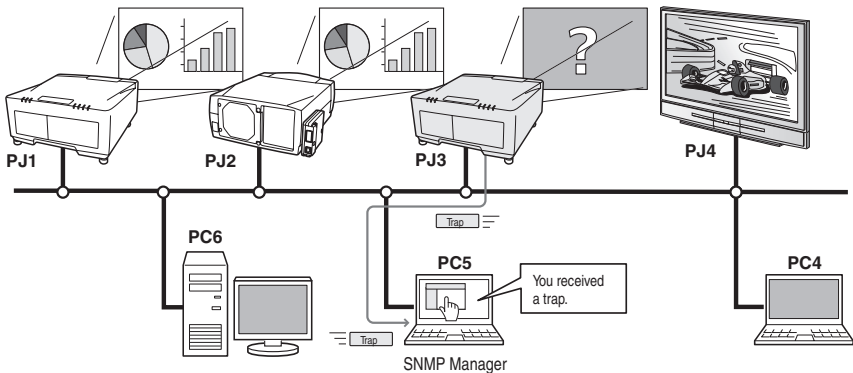 ?
PJ1
PJ2
PJ3
PJ4
Trap
PC6
PC5
PC4
You received
a trap.
Trap
SNMP Manager